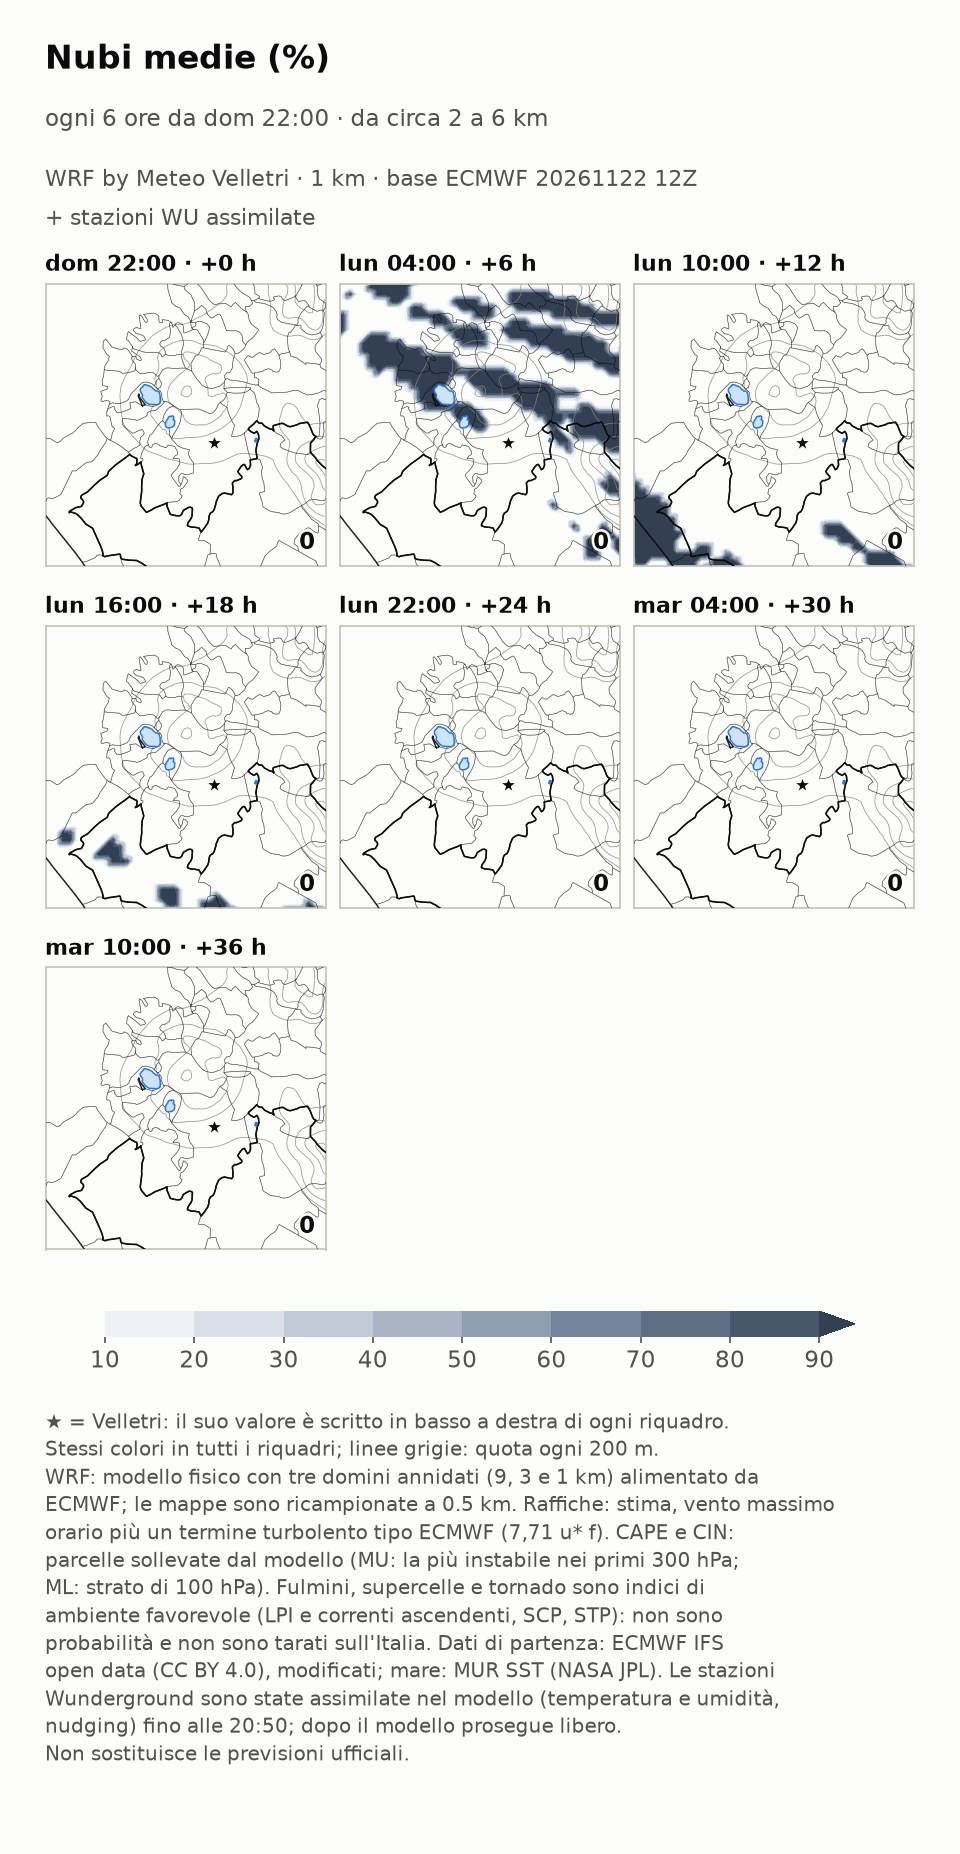 Nubi medie (%)
ogni 6 ore da dom 22:00 · da circa 2 a 6 km
WRF by Meteo Velletri · 1 km · base ECMWF 20261122 12Z
+ stazioni WU assimilate
dom 22:00 · +0 h
lun 04:00 · +6 h
lun 10:00 · +12 h
0
0
0
lun 16:00 · +18 h
lun 22:00 · +24 h
mar 04:00 · +30 h
0
0
0
mar 10:00 · +36 h
0
10 20 30 40 50 60 70 80 90
★ = Velletri: il suo valore è scritto in basso a destra di ogni riquadro.
Stessi colori in tutti i riquadri; linee grigie: quota ogni 200 m.
WRF: modello fisico con tre domini annidati (9, 3 e 1 km) alimentato da
ECMWF; le mappe sono ricampionate a 0.5 km. Raffiche: stima, vento massimo
orario più un termine turbolento tipo ECMWF (7,71 u* f). CAPE e CIN:
parcelle sollevate dal modello (MU: la più instabile nei primi 300 hPa;
ML: strato di 100 hPa). Fulmini, supercelle e tornado sono indici di
ambiente favorevole (LPI e correnti ascendenti, SCP, STP): non sono
probabilità e non sono tarati sull'Italia. Dati di partenza: ECMWF IFS
open data (CC BY 4.0), modificati; mare: MUR SST (NASA JPL). Le stazioni
Wunderground sono state assimilate nel modello (temperatura e umidità,
nudging) fino alle 20:50; dopo il modello prosegue libero.
Non sostituisce le previsioni ufficiali.